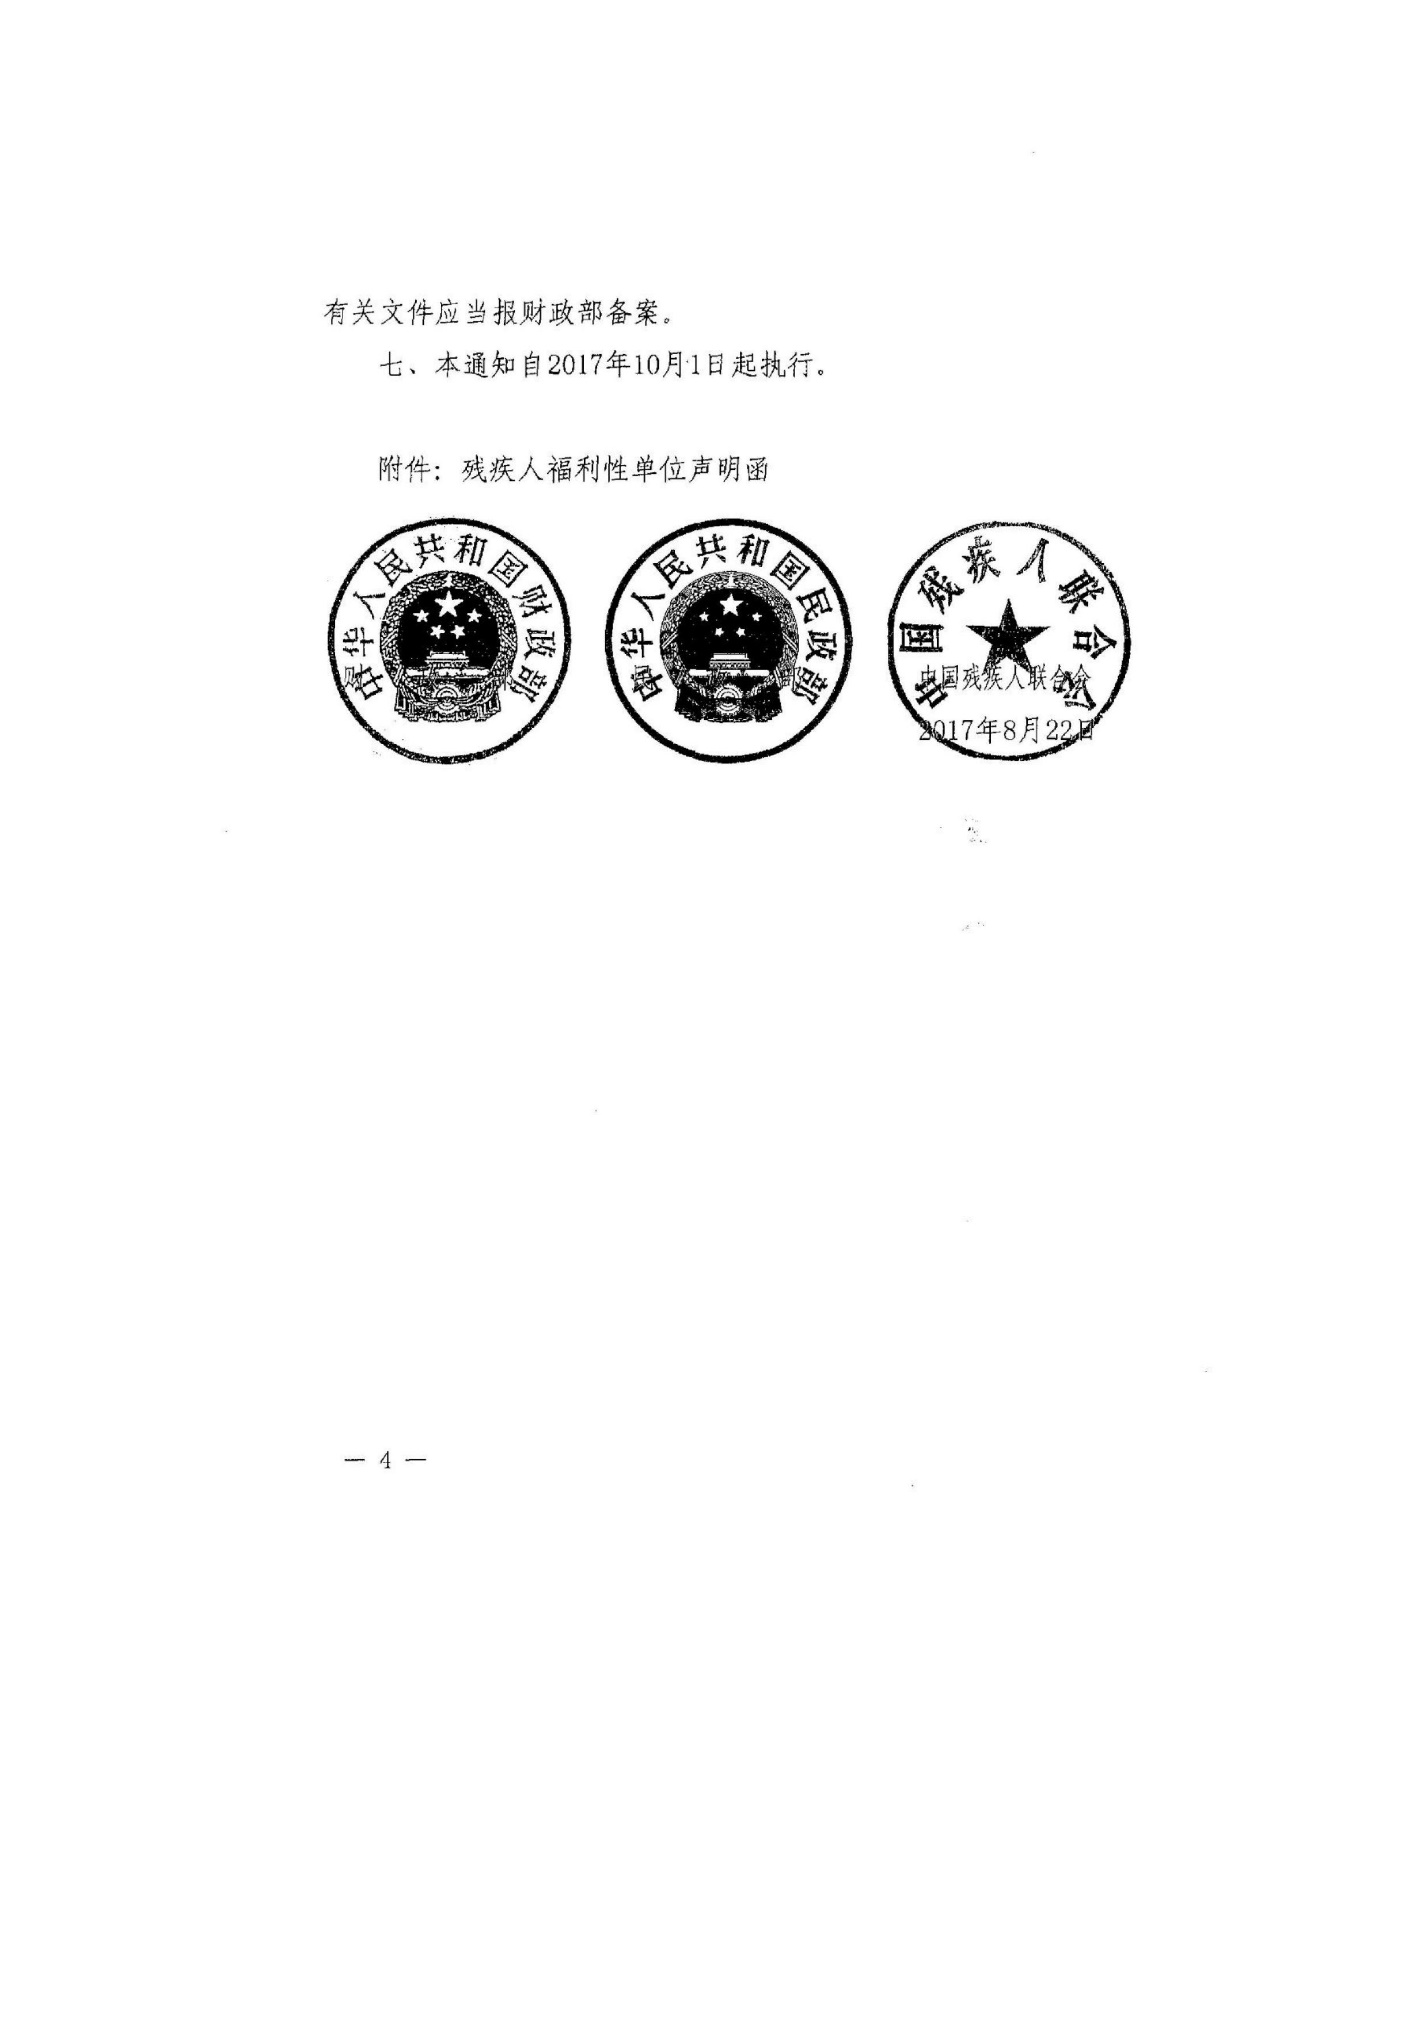 有关文件应当报财政部备案。
七、本通知自2017年10月1日起执行。
附件：残疾人福利性单位声明函
中华人民共和国财政部
中华人民共和国民政部
中国残疾人联合会
中国残疾人联合会
2017年8月22日
— 4 —